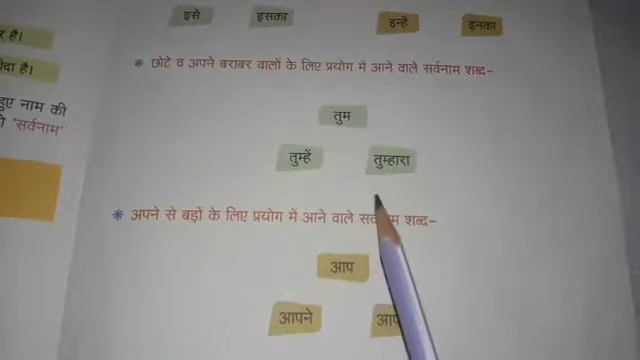 इसे इसका इन्हें इनका
है।
दा है।
हुए नाम की
'सर्वनाम'
* छोटे व अपने बराबर वालों के लिए प्रयोग में आने वाले सर्वनाम शब्द-
तुम
तुम्हें तुम्हारा
* अपने से बड़ों के लिए प्रयोग में आने वाले शब्द-
आप
आपने